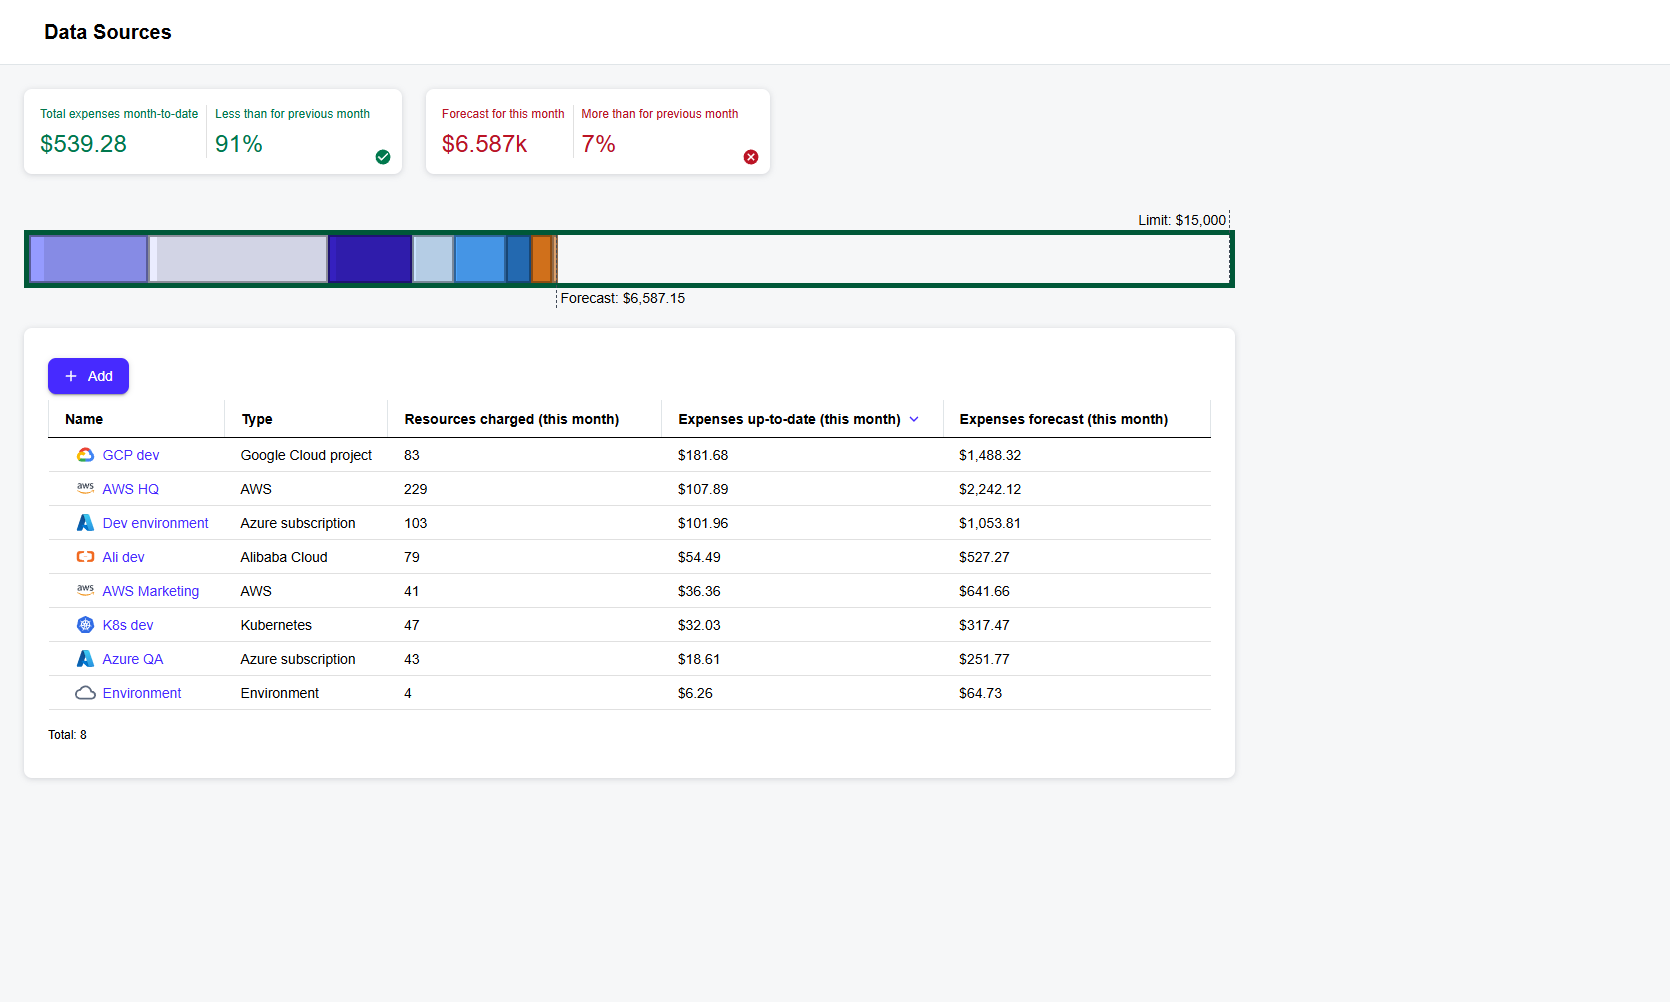 Data Sources
Total expenses month-to-date
$539.28
Less than for previous month
91%
Forecast for this month
$6.587k
More than for previous month
7%
Limit: $15,000
Forecast: $6,587.15
Add
Name Type Resources charged (this month) Expenses up-to-date (this month) Expenses forecast (this month)
GCP dev Google Cloud project 83 $181.68 $1,488.32
aws AWS HQ AWS 229 $107.89 $2,242.12
Dev environment Azure subscription 103 $101.96 $1,053.81
Ali dev Alibaba Cloud 79 $54.49 $527.27
aws AWS Marketing AWS 41 $36.36 $641.66
K8s dev Kubernetes 47 $32.03 $317.47
Azure QA Azure subscription 43 $18.61 $251.77
Environment Environment 4 $6.26 $64.73
Total: 8